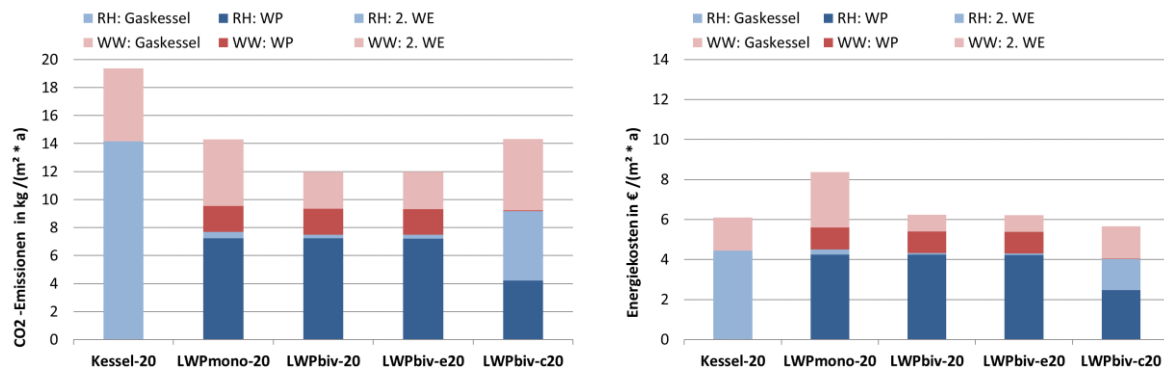 RH: Gaskessel RH: WP RH: 2. WE
WW: Gaskessel WW: WP WW: 2. WE
CO2 -Emissionen in kg /(m² * a)
20
18
16
14
12
10
8
6
4
2
0
Kessel-20 LWPmono-20 LWPbiv-20 LWPbiv-e20 LWPbiv-c20
RH: Gaskessel RH: WP RH: 2. WE
WW: Gaskessel WW: WP WW: 2. WE
Energiekosten in € /(m² * a)
14
12
10
8
6
4
2
0
Kessel-20 LWPmono-20 LWPbiv-20 LWPbiv-e20 LWPbiv-c20